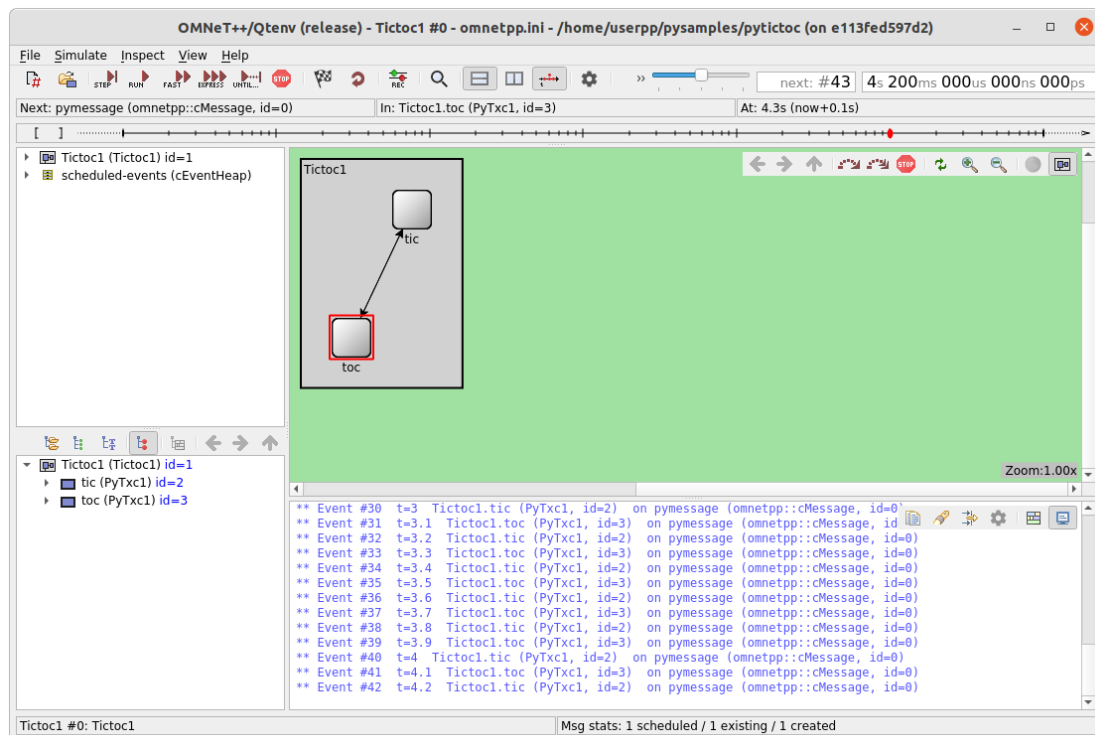 OMNeT++/Qtenv (release) - Tictoc1 #0 - omnetpp.ini - /home/userpp/pysamples/pytictoc (on e113fed597d2)
File Simulate Inspect View Help
STEP RUN FAST EXPRESS UNTIL... STOP REC » next: #43 4s 200ms 000us 000ns 000ps
Next: pymessage (omnetpp::cMessage, id=0) In: Tictoc1.toc (PyTxc1, id=3) At: 4.3s (now+0.1s)
[ ]
Tictoc1 (Tictoc1) id=1
scheduled-events (cEventHeap)
Tictoc1
STOP
tic
toc
Zoom:1.00x
Tictoc1 (Tictoc1) id=1
tic (PyTxc1) id=2
toc (PyTxc1) id=3
** Event #30 t=3 Tictoc1.tic (PyTxc1, id=2) on pymessage (omnetpp::cMessage, id=0)
** Event #31 t=3.1 Tictoc1.toc (PyTxc1, id=3) on pymessage (omnetpp::cMessage, id
** Event #32 t=3.2 Tictoc1.tic (PyTxc1, id=2) on pymessage (omnetpp::cMessage, id=0)
** Event #33 t=3.3 Tictoc1.toc (PyTxc1, id=3) on pymessage (omnetpp::cMessage, id=0)
** Event #34 t=3.4 Tictoc1.tic (PyTxc1, id=2) on pymessage (omnetpp::cMessage, id=0)
** Event #35 t=3.5 Tictoc1.toc (PyTxc1, id=3) on pymessage (omnetpp::cMessage, id=0)
** Event #36 t=3.6 Tictoc1.tic (PyTxc1, id=2) on pymessage (omnetpp::cMessage, id=0)
** Event #37 t=3.7 Tictoc1.toc (PyTxc1, id=3) on pymessage (omnetpp::cMessage, id=0)
** Event #38 t=3.8 Tictoc1.tic (PyTxc1, id=2) on pymessage (omnetpp::cMessage, id=0)
** Event #39 t=3.9 Tictoc1.toc (PyTxc1, id=3) on pymessage (omnetpp::cMessage, id=0)
** Event #40 t=4 Tictoc1.tic (PyTxc1, id=2) on pymessage (omnetpp::cMessage, id=0)
** Event #41 t=4.1 Tictoc1.toc (PyTxc1, id=3) on pymessage (omnetpp::cMessage, id=0)
** Event #42 t=4.2 Tictoc1.tic (PyTxc1, id=2) on pymessage (omnetpp::cMessage, id=0)
Tictoc1 #0: Tictoc1 Msg stats: 1 scheduled / 1 existing / 1 created